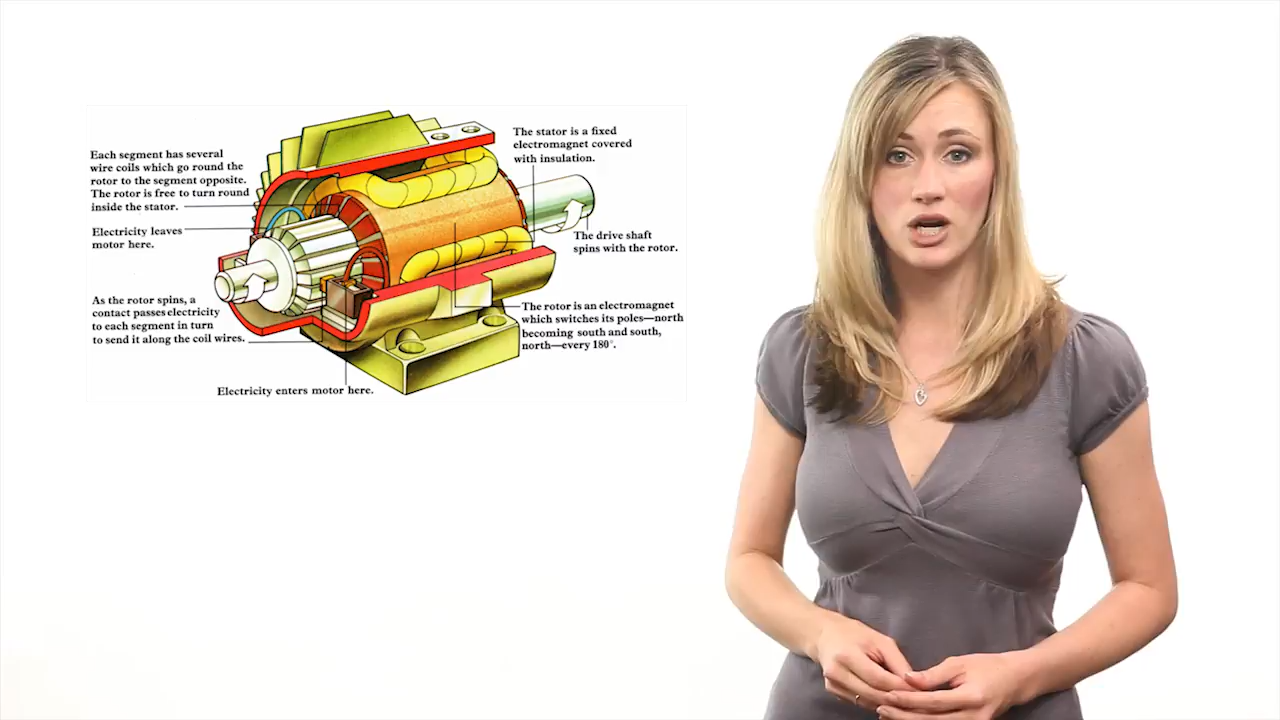 Each segment has several
wire coils which go round the
rotor to the segment opposite.
The rotor is free to turn round
inside the stator.
Electricity leaves
motor here.
As the rotor spins, a
contact passes electricity
to each segment in turn
to send it along the coil wires.
Electricity enters motor here.
The stator is a fixed
electromagnet covered
with insulation.
The drive shaft
spins with the rotor.
The rotor is an electromagnet
which switches its poles—north
becoming south and south,
north—every 180°.